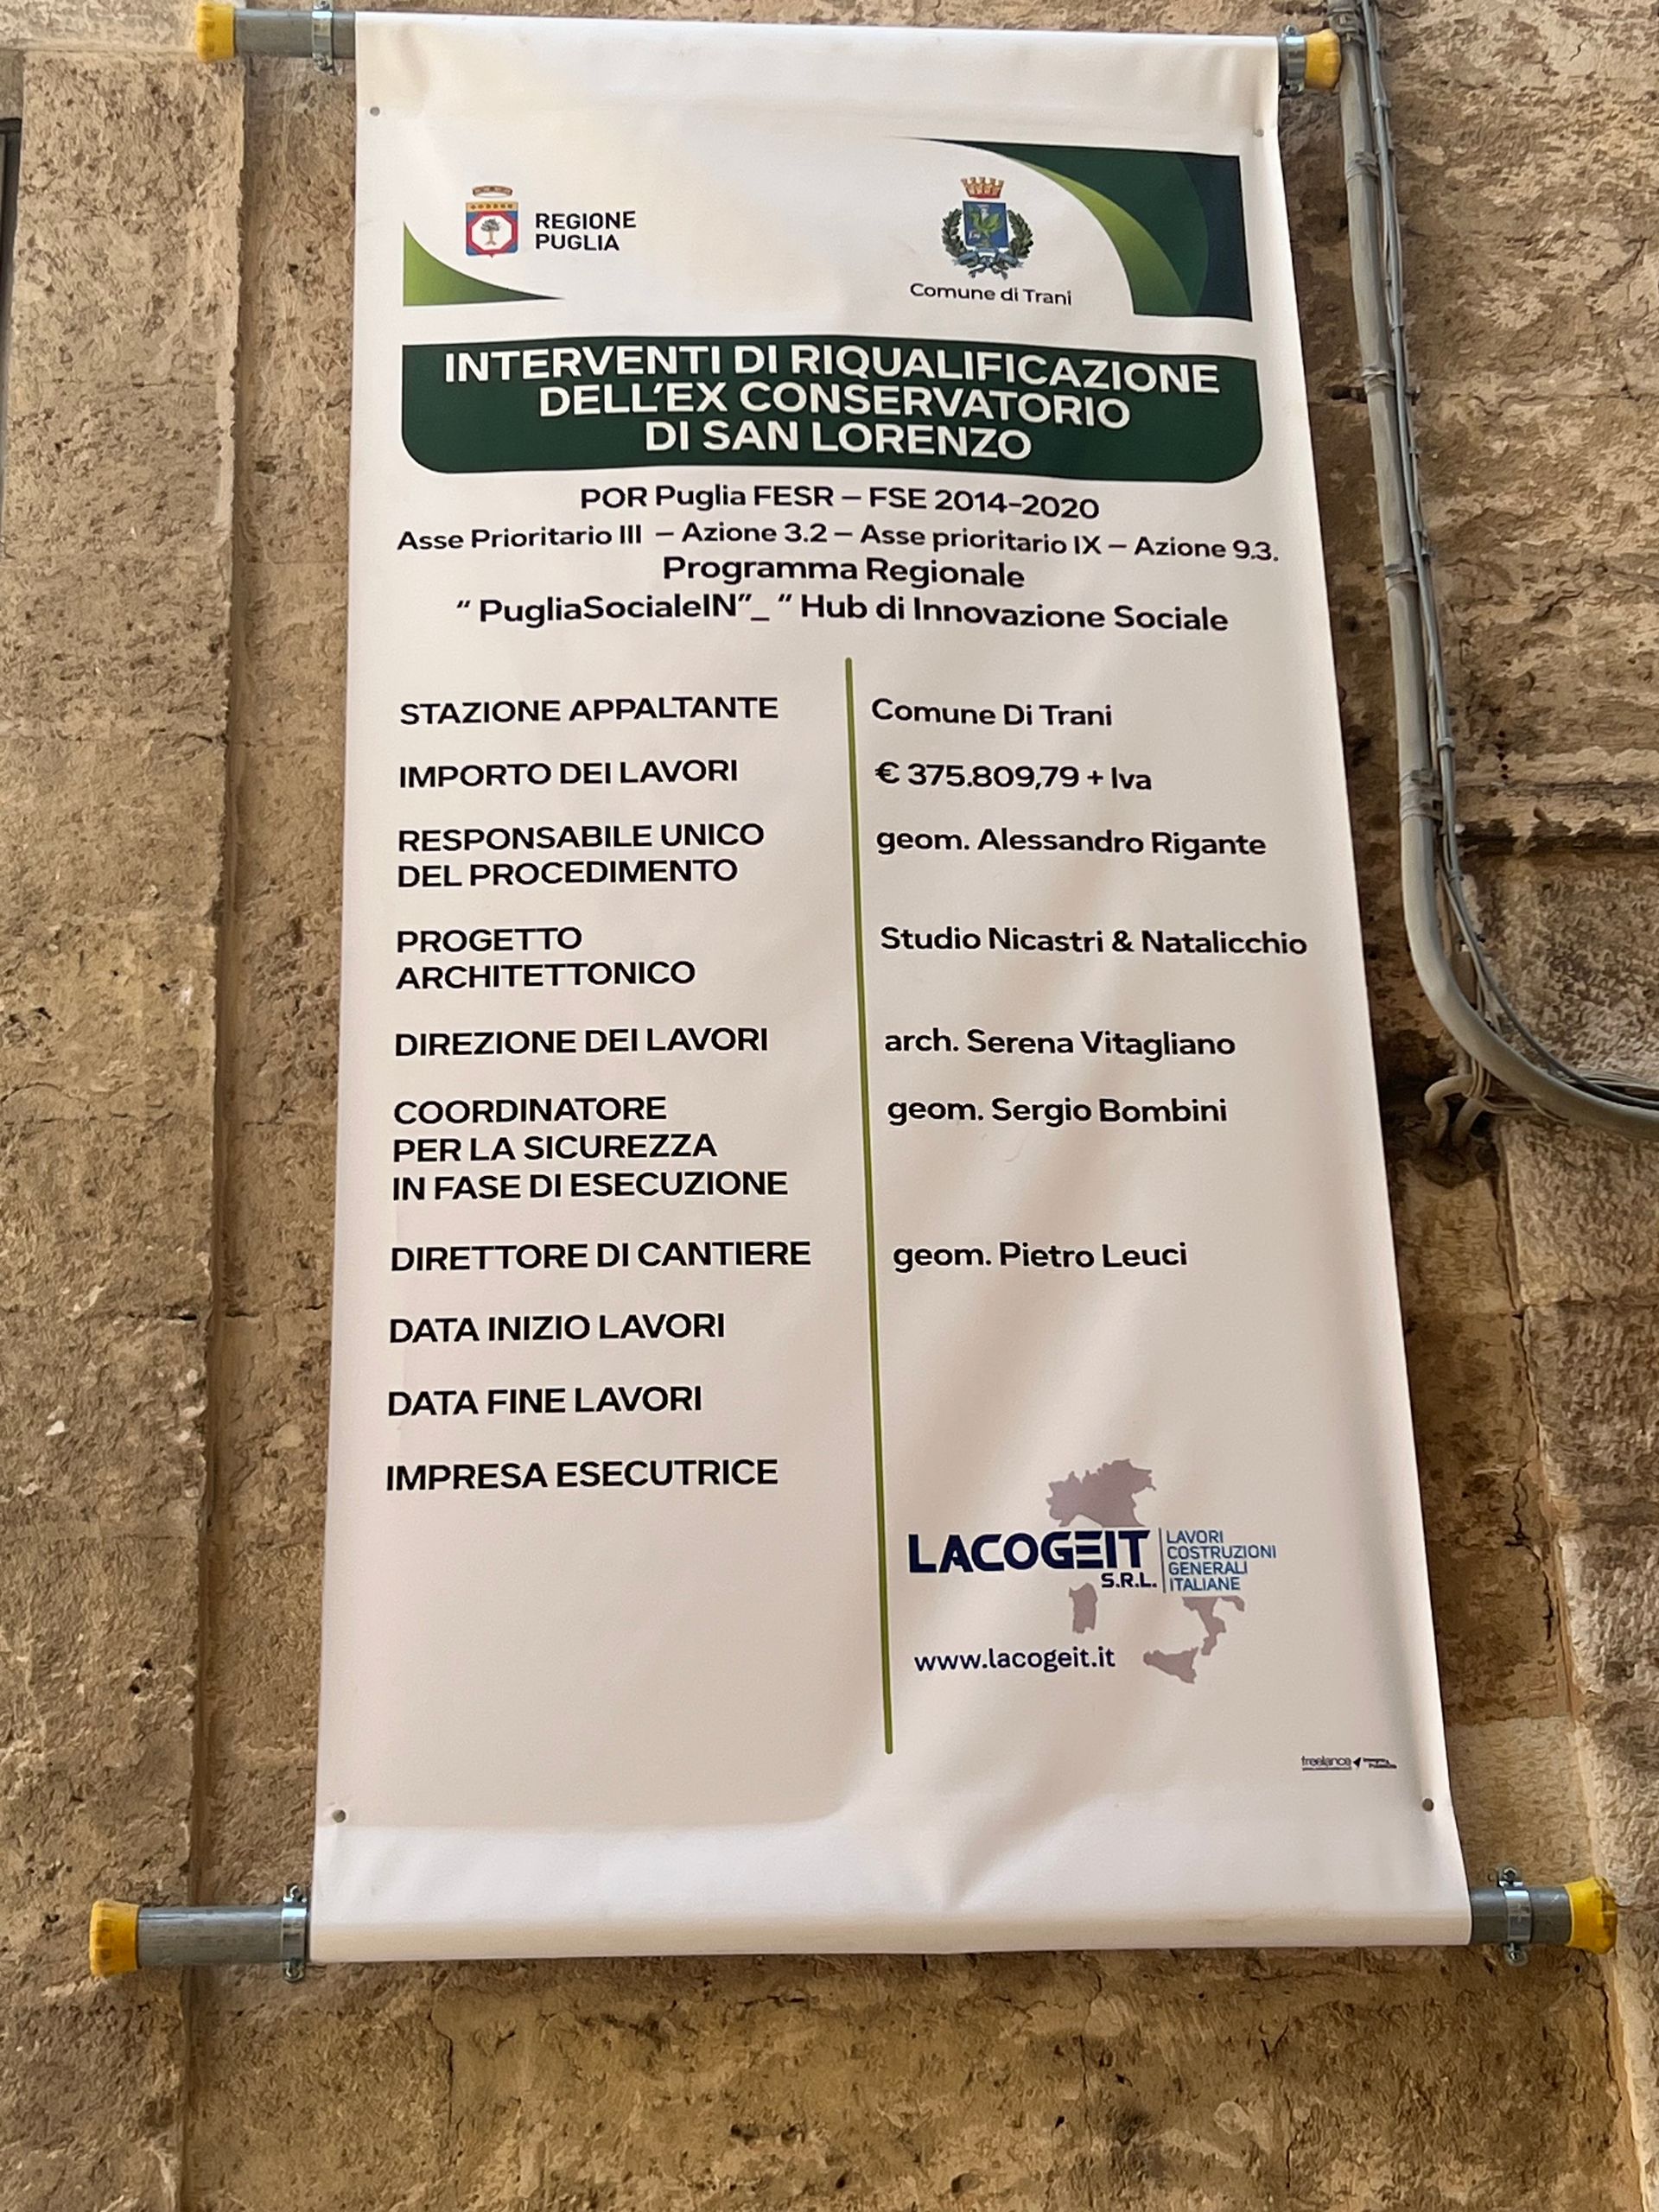 REGIONE
PUGLIA
Comune di Trani
INTERVENTI DI RIQUALIFICAZIONE
DELL'EX CONSERVATORIO
DI SAN LORENZO
POR Puglia FESR – FSE 2014-2020
Asse Prioritario III – Azione 3.2 – Asse prioritario IX – Azione 9.3.
Programma Regionale
“ PugliaSocialeIN”_ “ Hub di Innovazione Sociale
STAZIONE APPALTANTE
Comune Di Trani
IMPORTO DEI LAVORI
€ 375.809,79 + Iva
RESPONSABILE UNICO
DEL PROCEDIMENTO
geom. Alessandro Rigante
PROGETTO
ARCHITETTONICO
Studio Nicastri & Natalicchio
DIREZIONE DEI LAVORI
arch. Serena Vitagliano
COORDINATORE
PER LA SICUREZZA
IN FASE DI ESECUZIONE
geom. Sergio Bombini
DIRETTORE DI CANTIERE
geom. Pietro Leuci
DATA INIZIO LAVORI
DATA FINE LAVORI
IMPRESA ESECUTRICE
LACOGEIT
S.R.L.
LAVORI
COSTRUZIONI
GENERALI
ITALIANE
www.lacogeit.it
freelance